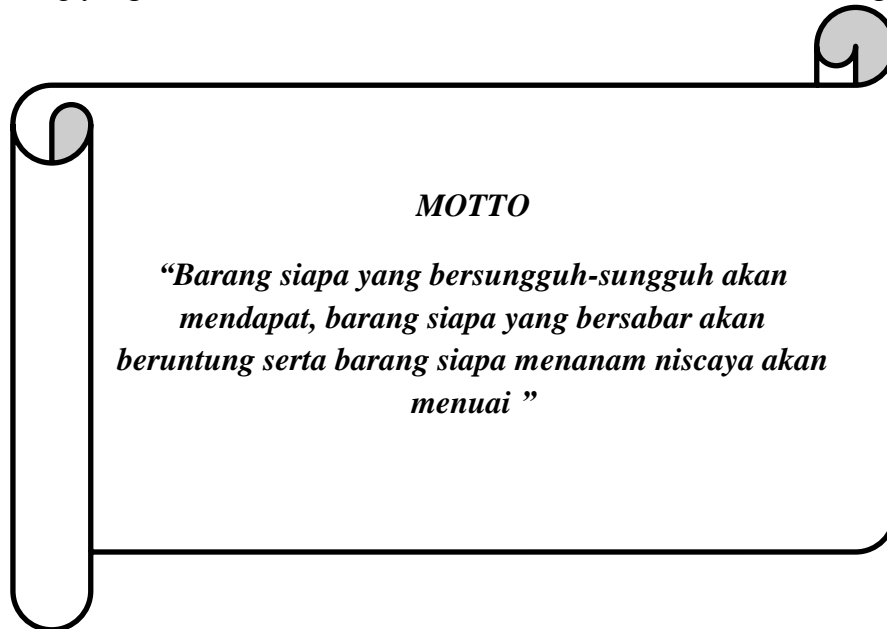 MOTTO
“Barang siapa yang bersungguh-sungguh akan
mendapat, barang siapa yang bersabar akan
beruntung serta barang siapa menanam niscaya akan
menuai ”